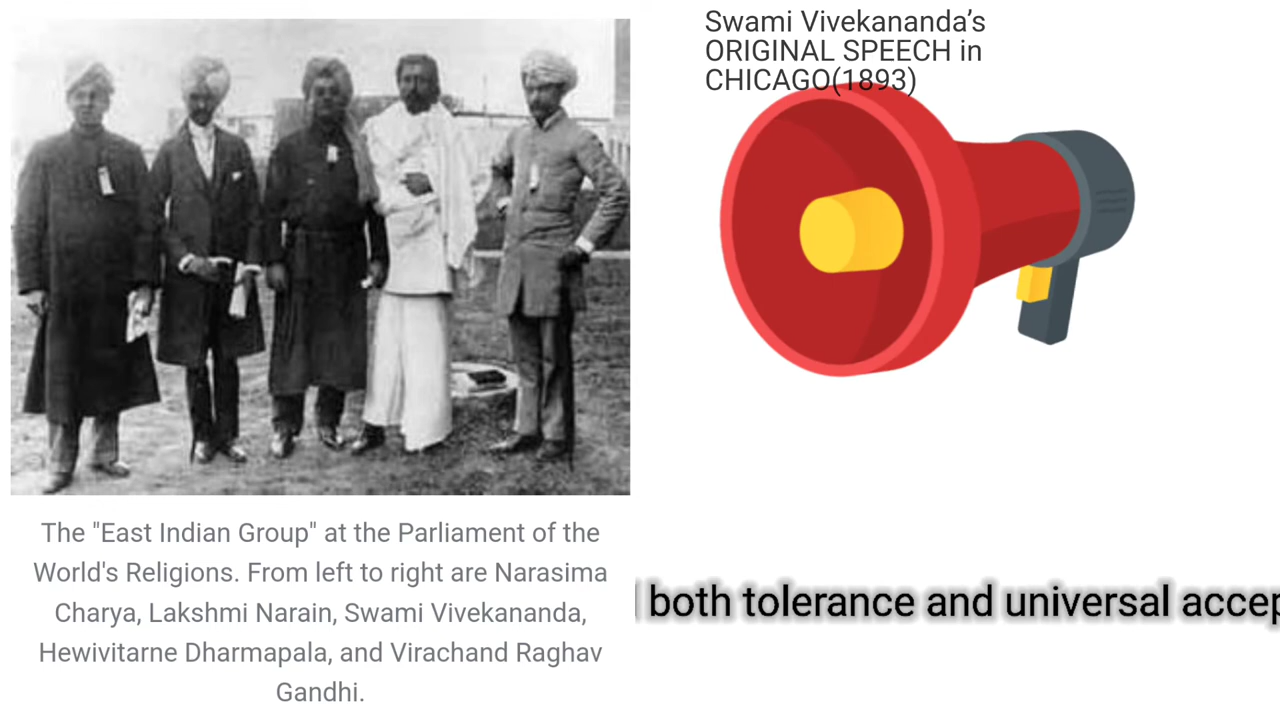 Swami Vivekananda’s
ORIGINAL SPEECH in
CHICAGO(1893)
The "East Indian Group" at the Parliament of the
World's Religions. From left to right are Narasima
Charya, Lakshmi Narain, Swami Vivekananda,
Hewivitarne Dharmapala, and Virachand Raghav
Gandhi.
both tolerance and universal